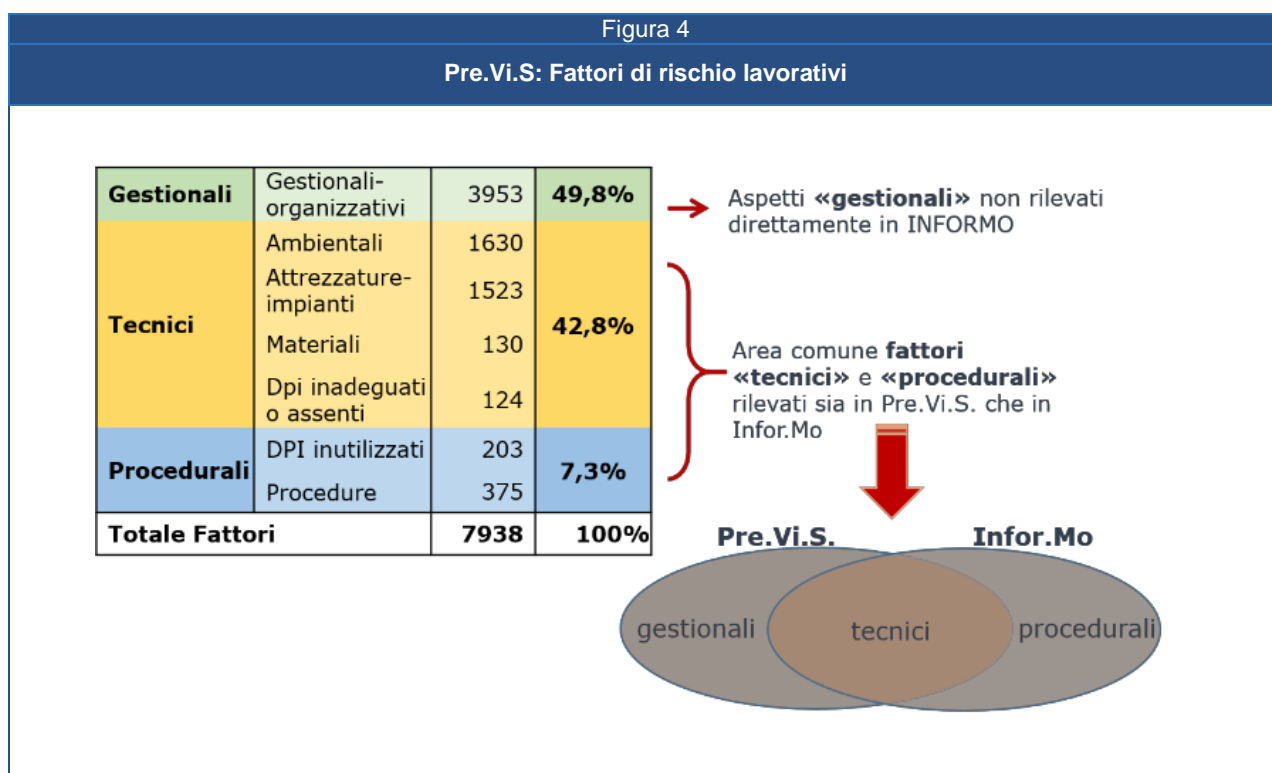 Figura 4
Pre.Vi.S: Fattori di rischio lavorativi
Gestionali
Gestionali-
organizzativi
3953
49,8%
Tecnici
Ambientali
1630
Attrezzature-
impianti
1523
Materiali
130
Dpi inadeguati
o assenti
124
42,8%
Procedurali
DPI inutilizzati
203
Procedure
375
7,3%
Totale Fattori
7938
100%
Aspetti «gestionali» non rilevati
direttamente in INFORMO
Area comune fattori
«tecnici» e «procedurali»
rilevati sia in Pre.Vi.S. che in
Infor.Mo
Pre.Vi.S.
Infor.Mo
gestionali
tecnici
procedurali